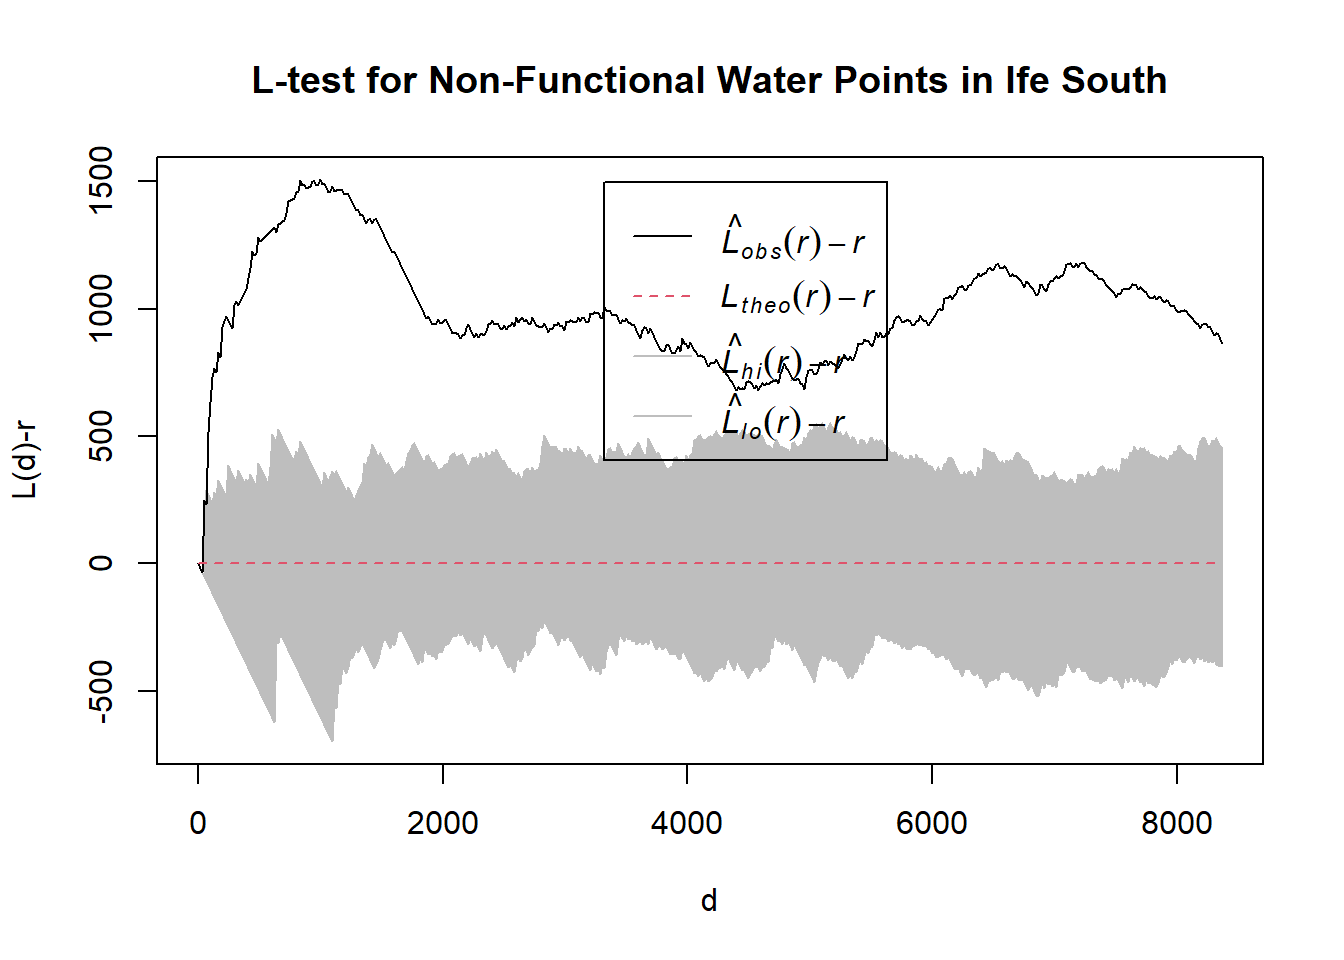 L-test for Non-Functional Water Points in Ife South
L(d)-r
1500
1000
500
0
-500
L̂obs(r) – r
Ltheo(r) – r
L̂hi(r) – r
L̂lo(r) – r
0 2000 4000 6000 8000
d